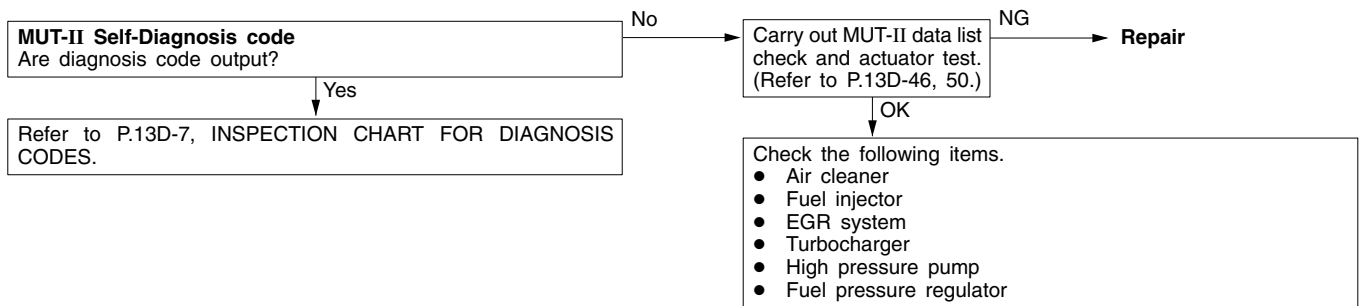 MUT-II Self-Diagnosis code
Are diagnosis code output?
No
Carry out MUT-II data list
check and actuator test.
(Refer to P.13D-46, 50.)
NG
Repair
Yes
OK
Refer to P.13D-7, INSPECTION CHART FOR DIAGNOSIS
CODES.
Check the following items.
● Air cleaner
● Fuel injector
● EGR system
● Turbocharger
● High pressure pump
● Fuel pressure regulator